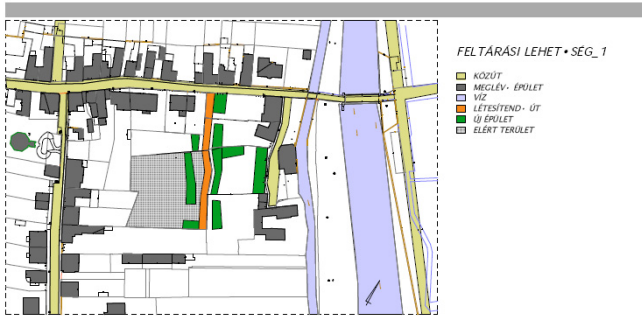 FELTÁRÁSI LEHET•SÉG_1
KÖZÚT
MEGLÉV• ÉPÜLET
VÍZ
LÉTESÍTEND• ÚT
ÚJ ÉPÜLET
ELÉRT TERÜLET